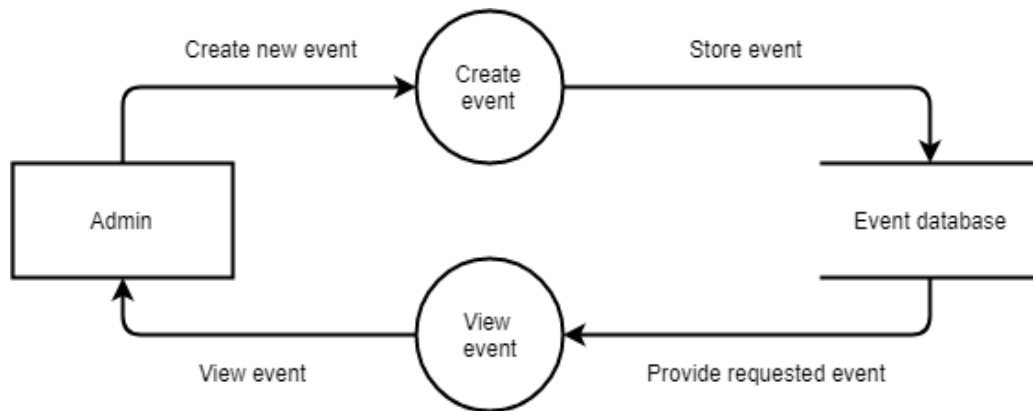 Create new event
Store event
Create
event
Admin
Event database
View
event
View event
Provide requested event